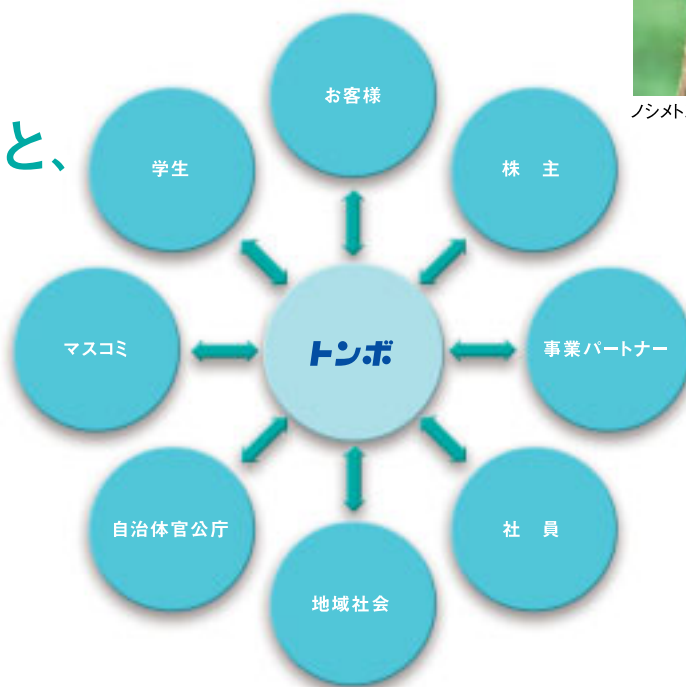 お客様
と、
学生
株 主
ノシメト
マスコミ
トンボ
事業パートナー
自治体官公庁
社 員
地域社会